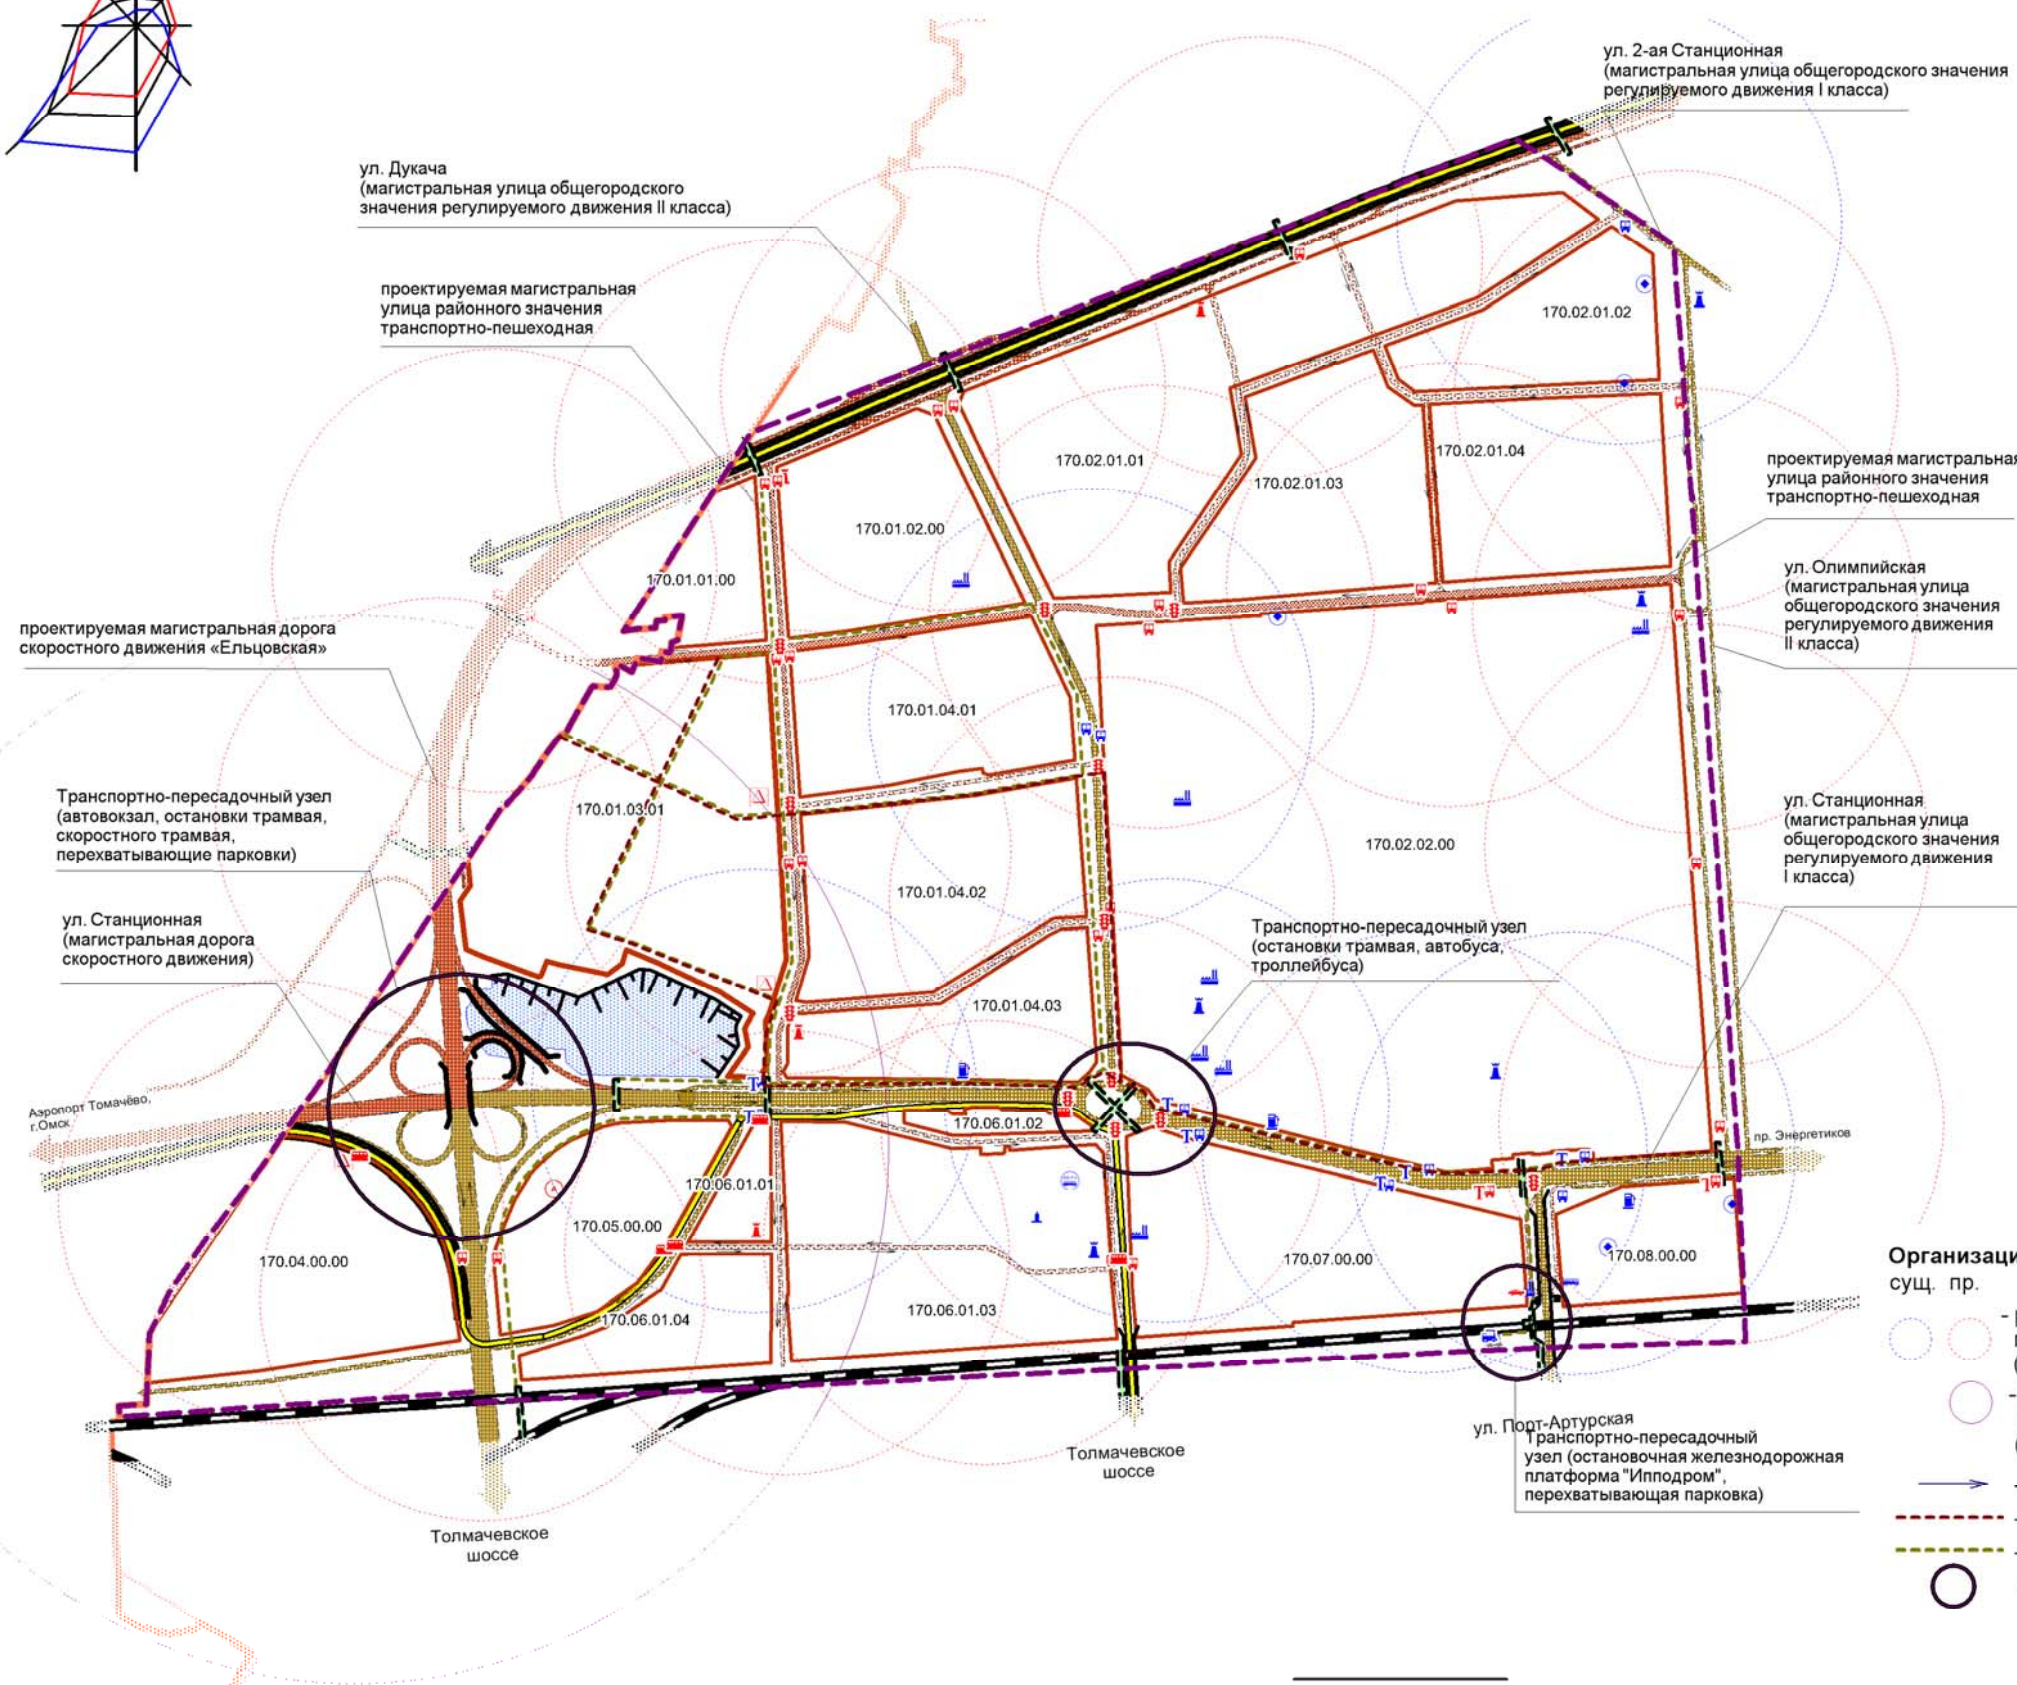 ул. 2-ая Станционная
(магистральная улица общегородского значения
регулируемого движения I класса)
ул. Дукача
(магистральная улица общегородского
значения регулируемого движения II класса)
проектируемая магистральная
улица районного значения
транспортно-пешеходная
170.02.01.02
170.02.01.04
170.02.01.01
170.02.01.03
проектируемая магистральная
улица районного значения
транспортно-пешеходная
170.01.02.00
170.01.01.00
ул. Олимпийская
(магистральная улица
общегородского значения
регулируемого движения
II класса)
проектируемая магистральная дорога
скоростного движения «Ельцовская»
170.01.04.01
Транспортно-пересадочный узел
(автовокзал, остановки трамвая,
скоростного трамвая,
перехватывающие парковки)
170.01.03.01
170.02.02.00
ул. Станционная
(магистральная улица
общегородского значения
регулируемого движения
I класса)
170.01.04.02
ул. Станционная
(магистральная дорога
скоростного движения)
Транспортно-пересадочный узел
(остановки трамвая, автобуса,
троллейбуса)
170.01.04.03
Аэропорт Томачёво,
г.Омск
170.06.01.02
пр. Энергетиков
170.06.01.01
170.05.00.00
170.04.00.00
170.07.00.00
170.08.00.00
170.06.01.03
170.06.01.04
Организаци
сущ. пр.
ул. Порт-Артурская
Транспортно-пересадочный
узел (остановочная железнодорожная
платформа "Ипподром",
перехватывающая парковка)
Толмачевское
шоссе
Толмачевское
шоссе